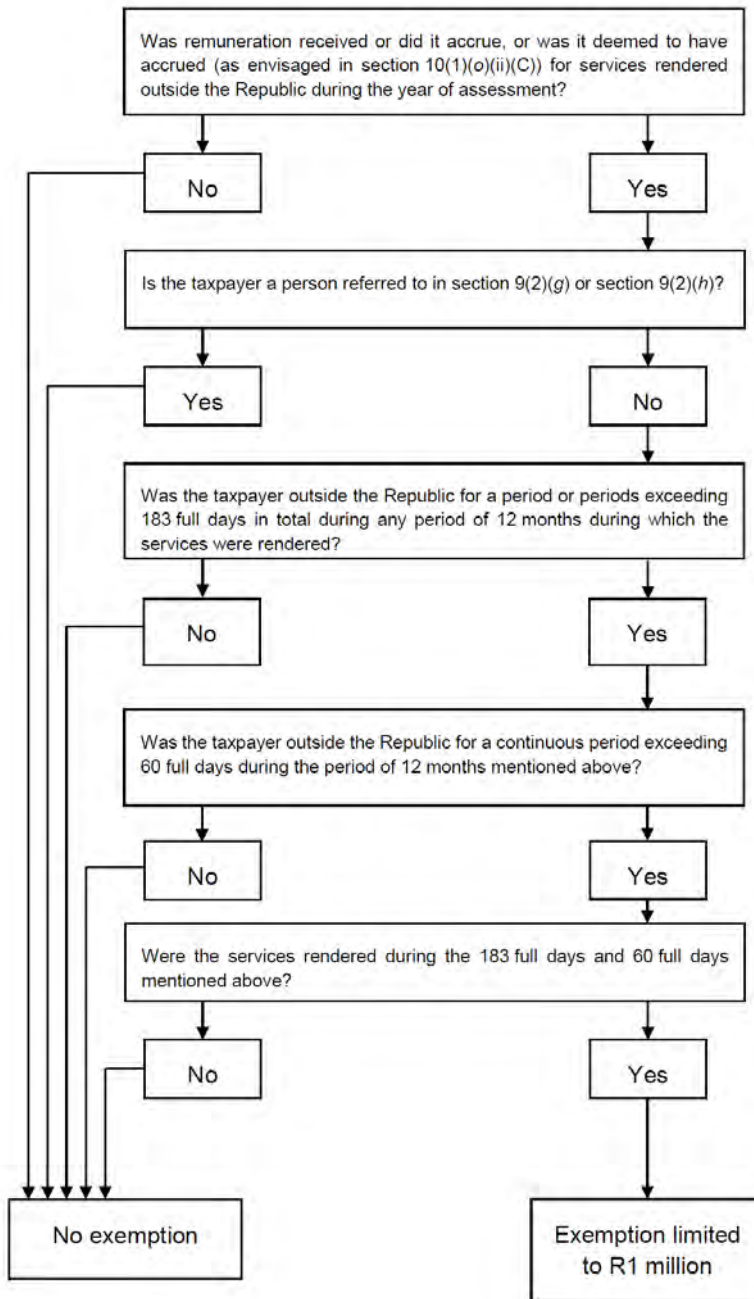 Was remuneration received or did it accrue, or was it deemed to have
accrued (as envisaged in section 10(1)(o)(ii)(C)) for services rendered
outside the Republic during the year of assessment?
No
Yes
Is the taxpayer a person referred to in section 9(2)(g) or section 9(2)(h)?
Yes
No
Was the taxpayer outside the Republic for a period or periods exceeding
183 full days in total during any period of 12 months during which the
services were rendered?
No
Yes
Was the taxpayer outside the Republic for a continuous period exceeding
60 full days during the period of 12 months mentioned above?
No
Yes
Were the services rendered during the 183 full days and 60 full days
mentioned above?
No
Yes
No exemption
Exemption limited
to R1 million